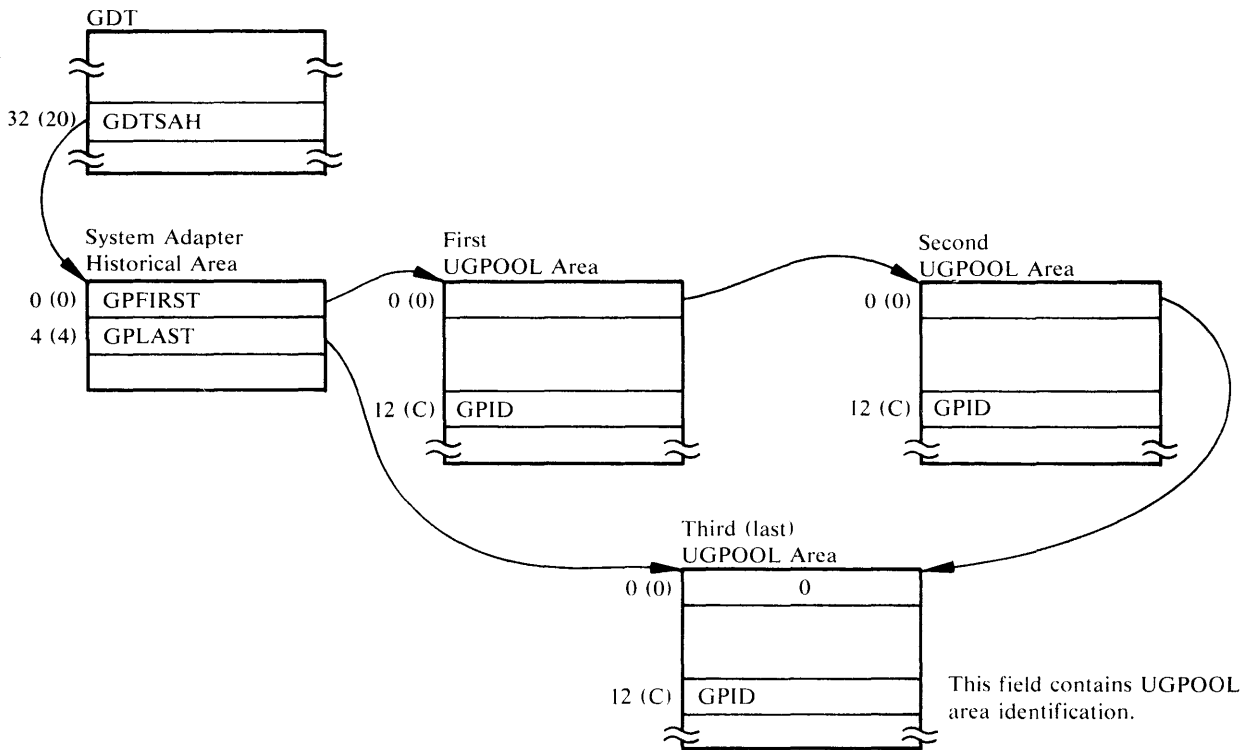 GDT
32 (20) GDTSAH
System Adapter
Historical Area
0 (0) GPFIRST
4 (4) GPLAST
First
UGPOOL Area
0 (0)
12 (C) GPID
Second
UGPOOL Area
0 (0)
12 (C) GPID
Third (last)
UGPOOL Area
0 (0) 0
12 (C) GPID
This field contains UGPOOL
area identification.